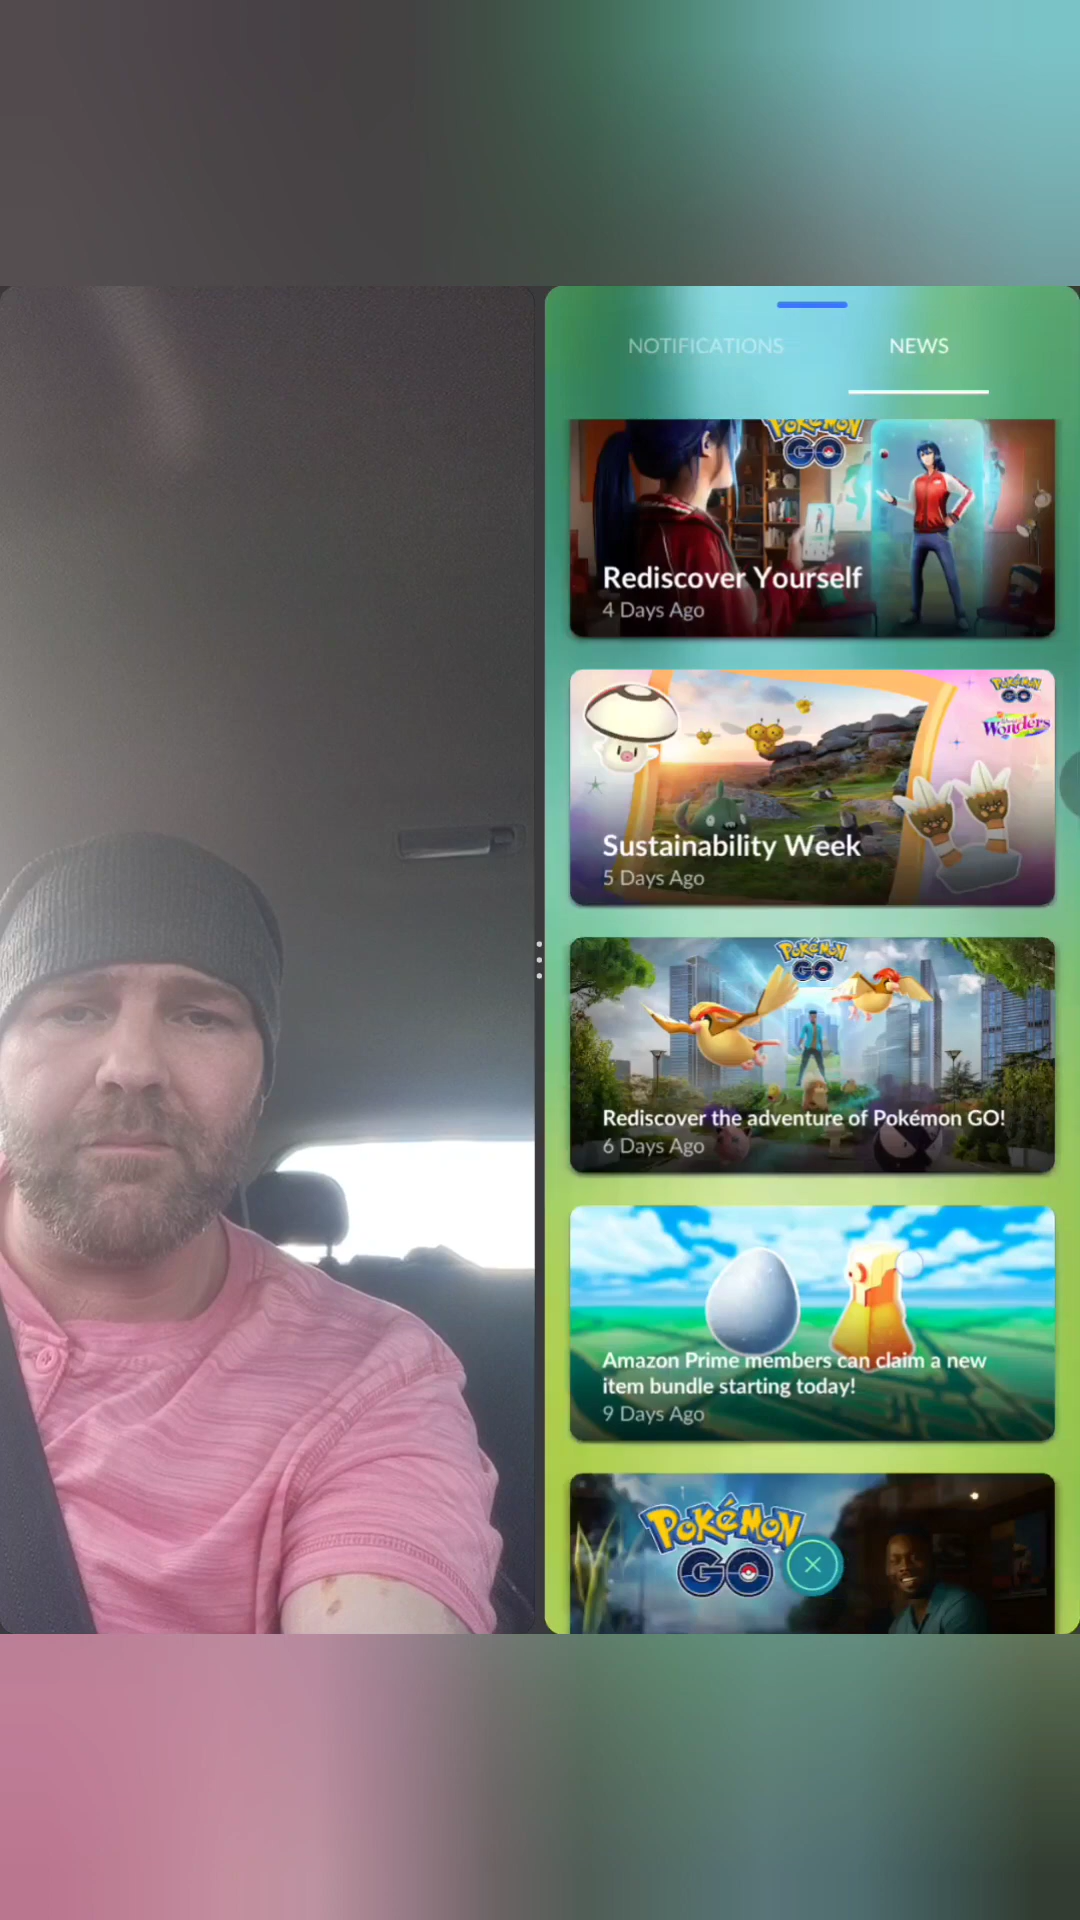 NOTIFICATIONS NEWS
POKÉMON
GO
Rediscover Yourself
4 Days Ago
POKÉMON
GO
Wonders
Sustainability Week
5 Days Ago
POKÉMON
GO
Rediscover the adventure of Pokémon GO!
6 Days Ago
Amazon Prime members can claim a new
item bundle starting today!
9 Days Ago
POKÉMON
GO